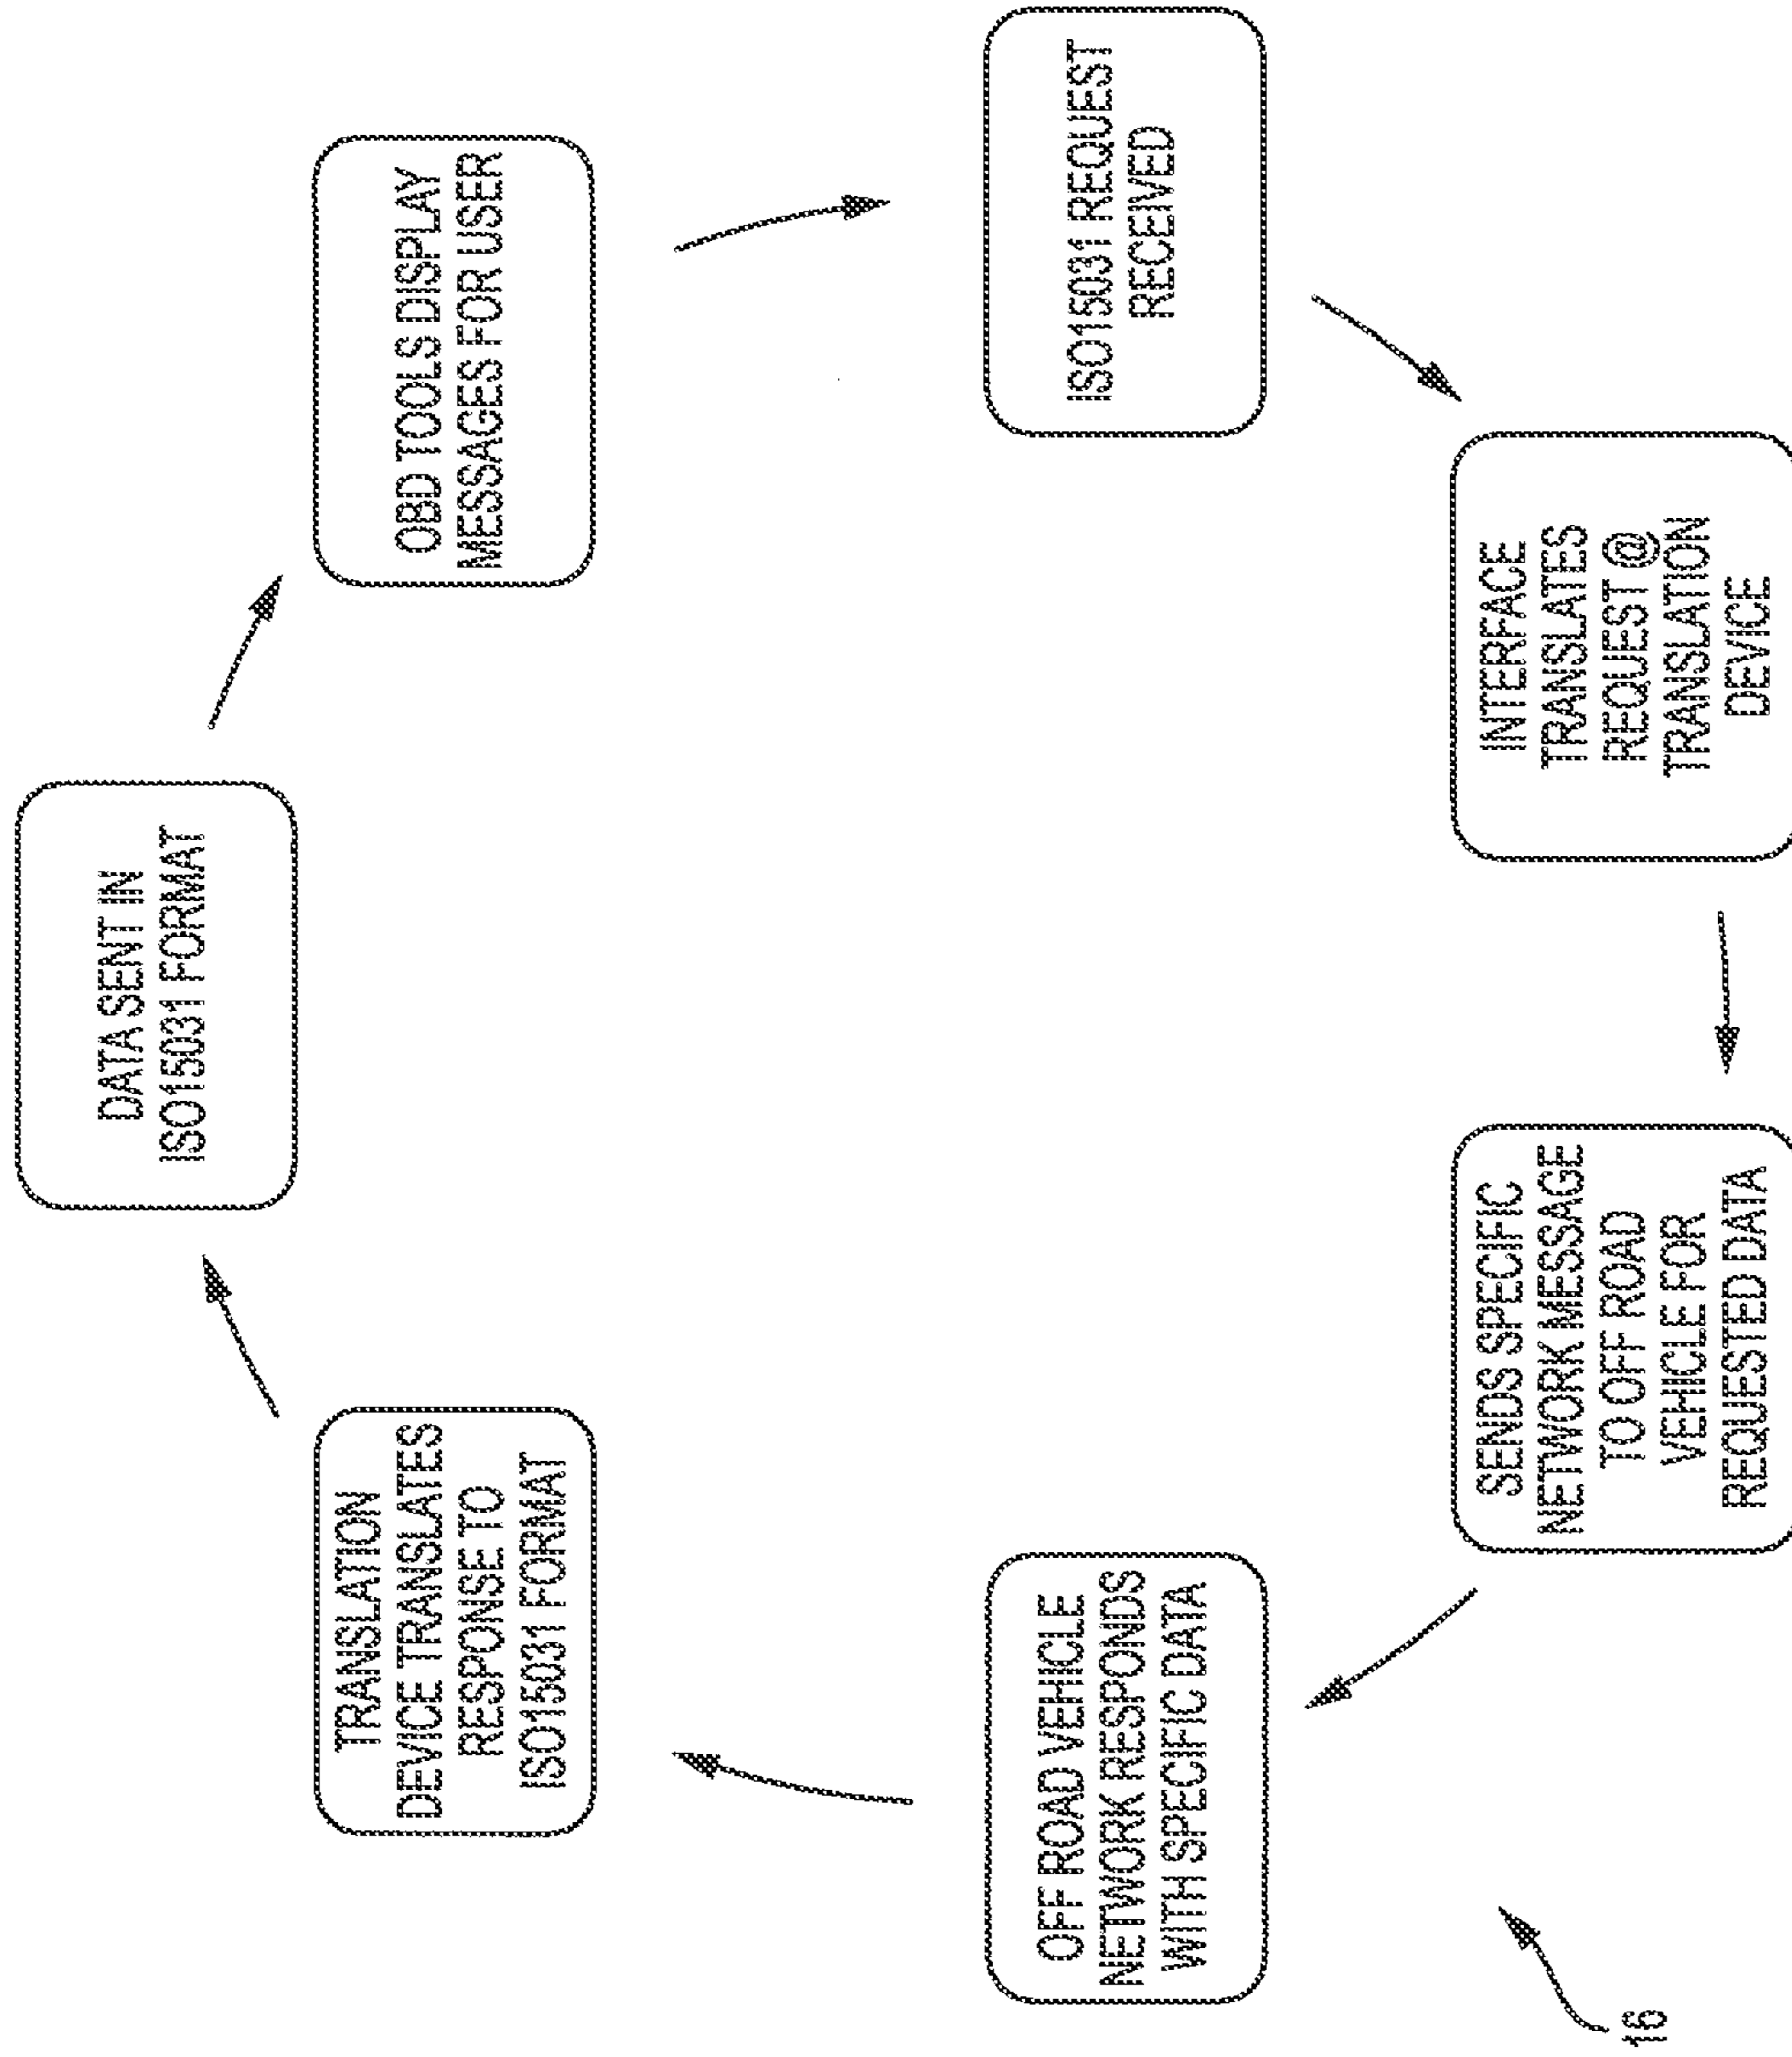 DATA SENT IN
ISO15031 FORMAT
OBD TOOLS DISPLAY
MESSAGES FOR USER
ISO15031 REQUEST
RECEIVED
INTERFACE
TRANSLATES
REQUEST @
TRANSLATION
DEVICE
SENDS SPECIFIC
NETWORK MESSAGE
TO OFF ROAD
VEHICLE FOR
REQUESTED DATA
OFF ROAD VEHICLE
NETWORK RESPONDS
WITH SPECIFIC DATA
TRANSLATION
DEVICE TRANSLATES
RESPONSE TO
ISO15031 FORMAT
16